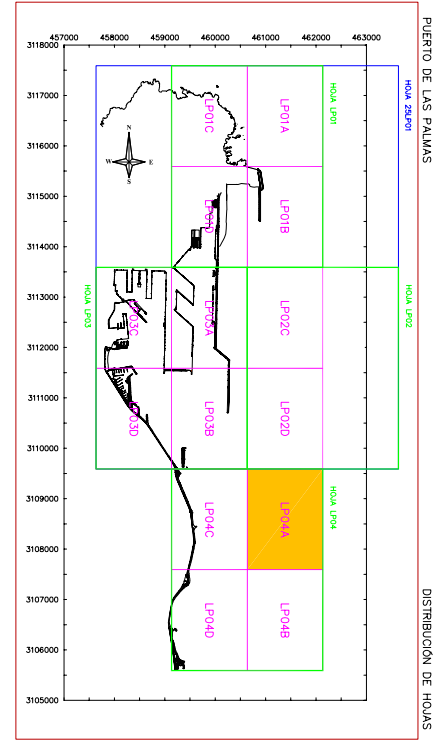 PUERTO DE LAS PALMAS
DISTRIBUCIÓN DE HOJAS
457000
458000
459000
460000
461000
462000
463000
3118000
3117000
3116000
3115000
3114000
3113000
3112000
3111000
3110000
3109000
3108000
3107000
3106000
3105000
HOJA 25LP01
HOJA LP01
HOJA LP02
HOJA LP03
HOJA LP04
LP01C
LP01A
LP01D
LP01B
LP03C
LP03A
LP02C
LP03D
LP03B
LP02D
LP04C
LP04A
LP04D
LP04B
N
W
E
S